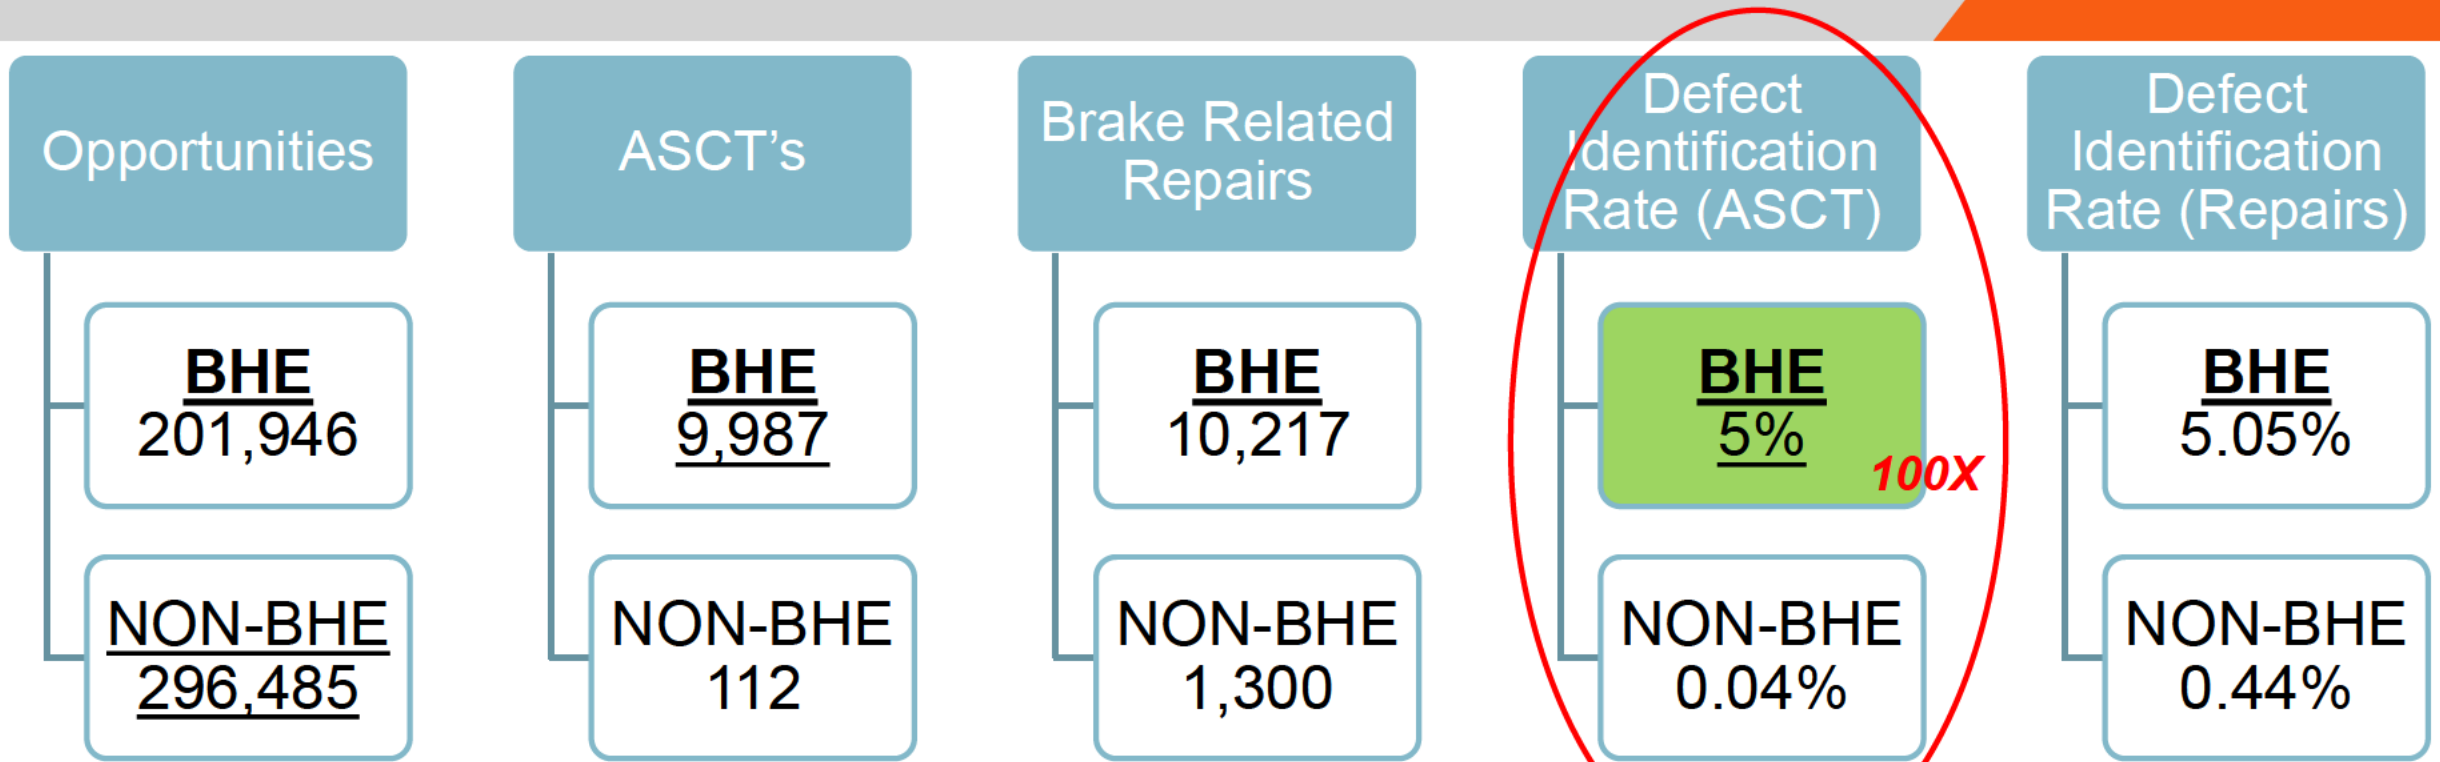 Opportunities
BHE
201,946
NON-BHE
296,485
ASCT's
BHE
9,987
NON-BHE
112
Brake Related
Repairs
BHE
10,217
NON-BHE
1,300
Defect
Identification
Rate (ASCT)
BHE
5%
100X
NON-BHE
0.04%
Defect
Identification
Rate (Repairs)
BHE
5.05%
NON-BHE
0.44%